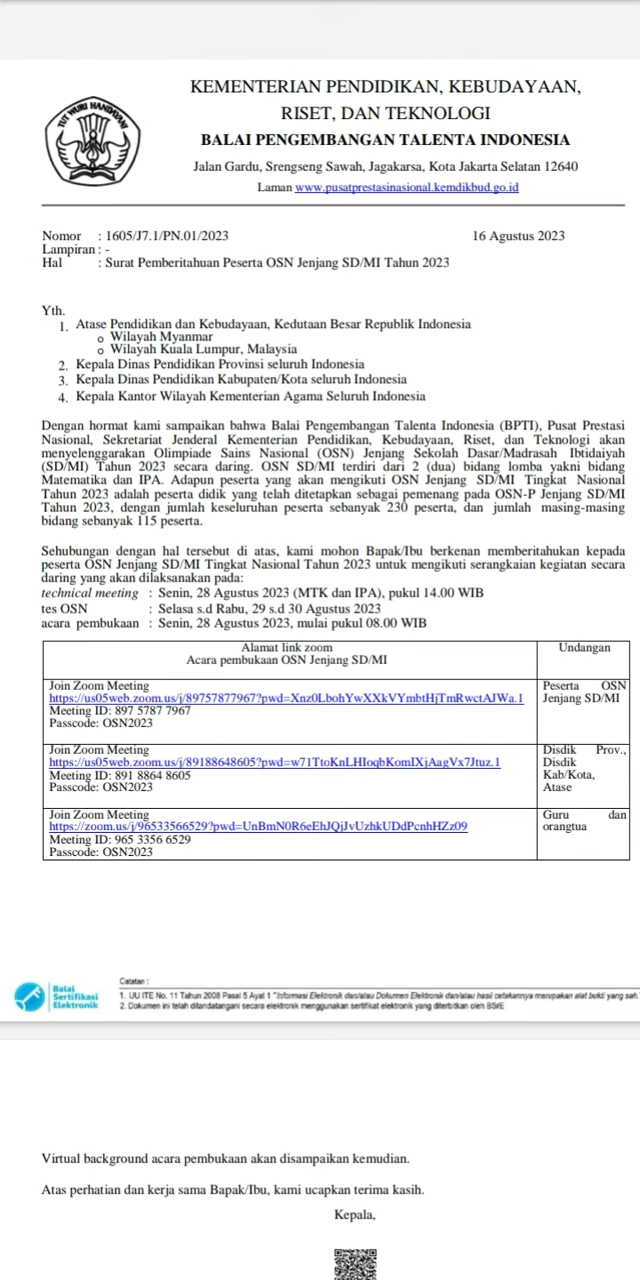 TUT WURI HANDAYANI
KEMENTERIAN PENDIDIKAN, KEBUDAYAAN,
RISET, DAN TEKNOLOGI
BALAI PENGEMBANGAN TALENTA INDONESIA
Jalan Gardu, Srengseng Sawah, Jagakarsa, Kota Jakarta Selatan 12640
Laman www.pusatprestasinasional.kemdikbud.go.id
Nomor : 1605/J7.1/PN.01/2023 16 Agustus 2023
Lampiran : -
Hal : Surat Pemberitahuan Peserta OSN Jenjang SD/MI Tahun 2023
Yth.
1. Atase Pendidikan dan Kebudayaan, Kedutaan Besar Republik Indonesia
o Wilayah Myanmar
o Wilayah Kuala Lumpur, Malaysia
2. Kepala Dinas Pendidikan Provinsi seluruh Indonesia
3. Kepala Dinas Pendidikan Kabupaten/Kota seluruh Indonesia
4. Kepala Kantor Wilayah Kementerian Agama Seluruh Indonesia
Dengan hormat kami sampaikan bahwa Balai Pengembangan Talenta Indonesia (BPTI), Pusat Prestasi
Nasional, Sekretariat Jenderal Kementerian Pendidikan, Kebudayaan, Riset, dan Teknologi akan
menyelenggarakan Olimpiade Sains Nasional (OSN) Jenjang Sekolah Dasar/Madrasah Ibtidaiyah
(SD/MI) Tahun 2023 secara daring. OSN SD/MI terdiri dari 2 (dua) bidang lomba yakni bidang
Matematika dan IPA. Adapun peserta yang akan mengikuti OSN Jenjang SD/MI Tingkat Nasional
Tahun 2023 adalah peserta didik yang telah ditetapkan sebagai pemenang pada OSN-P Jenjang SD/MI
Tahun 2023, dengan jumlah keseluruhan peserta sebanyak 230 peserta, dan jumlah masing-masing
bidang sebanyak 115 peserta.
Sehubungan dengan hal tersebut di atas, kami mohon Bapak/Ibu berkenan memberitahukan kepada
peserta OSN Jenjang SD/MI Tingkat Nasional Tahun 2023 untuk mengikuti serangkaian kegiatan secara
daring yang akan dilaksanakan pada:
technical meeting : Senin, 28 Agustus 2023 (MTK dan IPA), pukul 14.00 WIB
tes OSN : Selasa s.d Rabu, 29 s.d 30 Agustus 2023
acara pembukaan : Senin, 28 Agustus 2023, mulai pukul 08.00 WIB
Alamat link zoom Undangan
Acara pembukaan OSN Jenjang SD/MI
Join Zoom Meeting Peserta OSN
https://us05web.zoom.us/j/89757877967?pwd=Xnz0LbohYwXXkVYmbtHjTmRwctAJWa.1 Jenjang SD/MI
Meeting ID: 897 5787 7967
Passcode: OSN2023
Join Zoom Meeting Disdik Prov.,
https://us05web.zoom.us/j/89188648605?pwd=w71TtoKnLHIoqbKomIXjAagVx7Jtuz.1 Disdik
Meeting ID: 891 8864 8605 Kab/Kota,
Passcode: OSN2023 Atase
Join Zoom Meeting Guru dan
https://zoom.us/j/96533566529?pwd=UnBmN0R6eEhJQjJvUzhkUDdPcnhHZz09 orangtua
Meeting ID: 965 3356 6529
Passcode: OSN2023
Balai
Sertifikasi
Elektronik
Catatan :
1. UU ITE No. 11 Tahun 2008 Pasal 5 Ayat 1 "Informasi Elektronik dan/atau Dokumen Elektronik dan/atau hasil cetakannya merupakan alat bukti yang sah
2. Dokumen ini telah ditandatangani secara elektronik menggunakan sertifikat elektronik yang diterbitkan oleh BSrE
Virtual background acara pembukaan akan disampaikan kemudian.
Atas perhatian dan kerja sama Bapak/Ibu, kami ucapkan terima kasih.
Kepala,